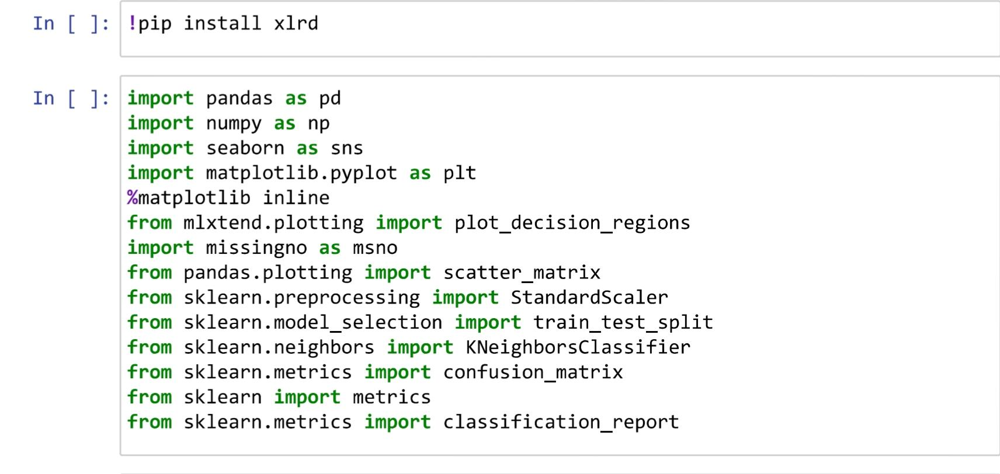 In [ ]: !pip install xlrd
In [ ]: import pandas as pd
import numpy as np
import seaborn as sns
import matplotlib.pyplot as plt
%matplotlib inline
from mlxtend.plotting import plot_decision_regions
import missingno as msno
from pandas.plotting import scatter_matrix
from sklearn.preprocessing import StandardScaler
from sklearn.model_selection import train_test_split
from sklearn.neighbors import KNeighborsClassifier
from sklearn.metrics import confusion_matrix
from sklearn import metrics
from sklearn.metrics import classification_report